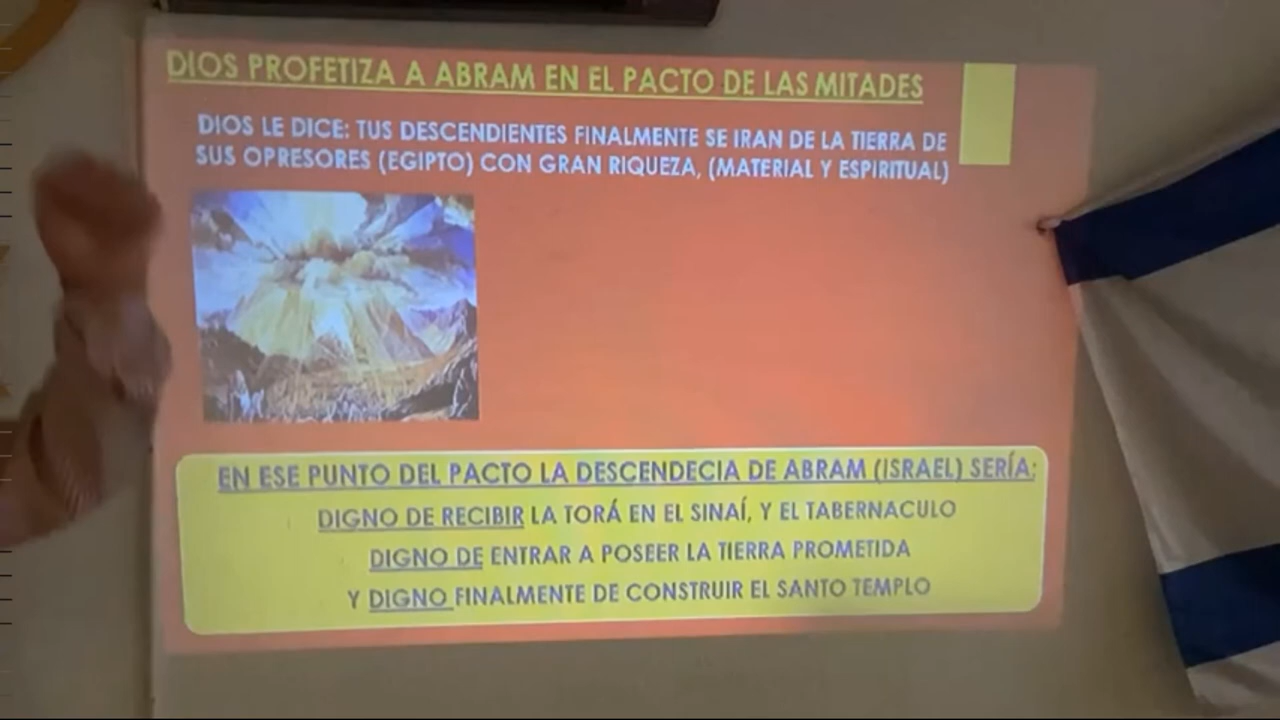 DIOS PROFETIZA A ABRAM EN EL PACTO DE LAS MITADES
DIOS LE DICE: TUS DESCENDIENTES FINALMENTE SE IRAN DE LA TIERRA DE
SUS OPRESORES (EGIPTO) CON GRAN RIQUEZA, (MATERIAL Y ESPIRITUAL)
EN ESE PUNTO DEL PACTO LA DESCENDECIA DE ABRAM (ISRAEL) SERÍA:
DIGNO DE RECIBIR LA TORÁ EN EL SINAÍ, Y EL TABERNACULO
DIGNO DE ENTRAR A POSEER LA TIERRA PROMETIDA
Y DIGNO FINALMENTE DE CONSTRUIR EL SANTO TEMPLO